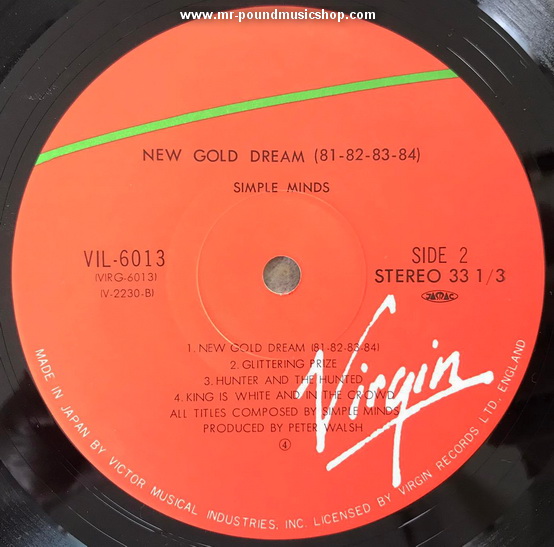 www.mr-poundmusicshop.com
NEW GOLD DREAM (81-82-83-84)
SIMPLE MINDS
VIL-6013
(VIRG-6013)
(V-2230-B)
SIDE 2
STEREO 33 1/3
JASRAC
1. NEW GOLD DREAM (81-82-83-84)
2. GLITTERING PRIZE
3. HUNTER AND THE HUNTED
4. KING IS WHITE AND IN THE CROWD
ALL TITLES COMPOSED BY SIMPLE MINDS
PRODUCED BY PETER WALSH
④
Virgin
MADE IN JAPAN BY VICTOR MUSICAL INDUSTRIES, INC. LICENSED BY VIRGIN RECORDS LTD., ENGLAND